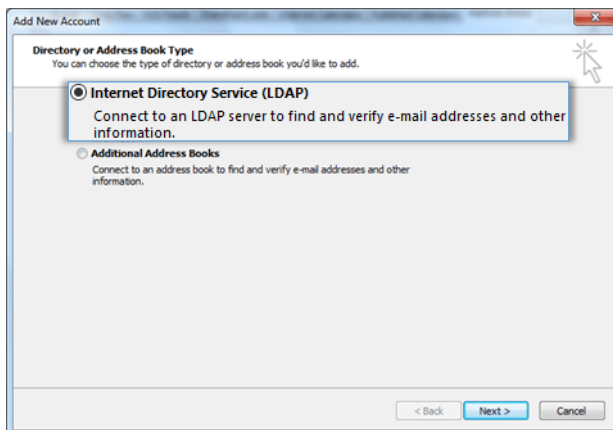 Add New Account
Directory or Address Book Type
You can choose the type of directory or address book you'd like to add.
Internet Directory Service (LDAP)
Connect to an LDAP server to find and verify e-mail addresses and other
information.
Additional Address Books
Connect to an address book to find and verify e-mail addresses and other
information.
< Back Next > Cancel